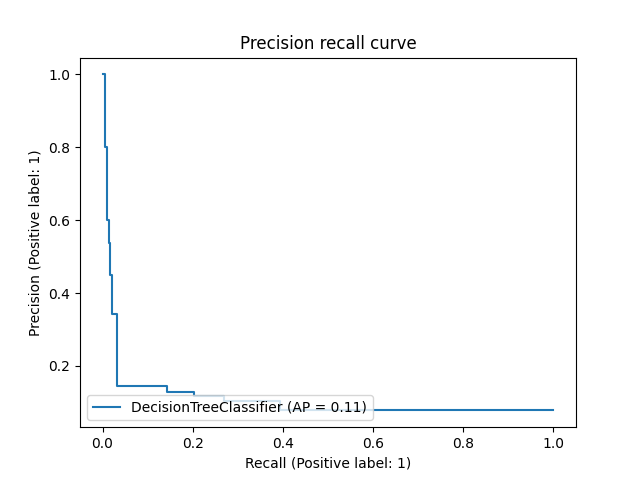 Precision recall curve
1.0
0.8
0.6
0.4
0.2
Precision (Positive label: 1)
DecisionTreeClassifier (AP = 0.11)
0.0 0.2 0.4 0.6 0.8 1.0
Recall (Positive label: 1)